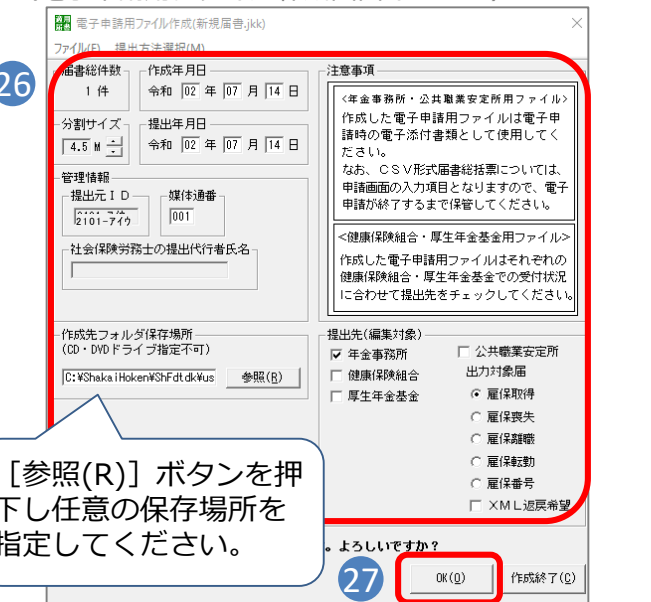 電子申請用ファイル作成(新規届書.jkk)
ファイル(F) 提出方法選択(M)
26
届書総件数
1 件
作成年月日
令和 02 年 07 月 14 日
分割サイズ
4.5 M
提出年月日
令和 02 年 07 月 14 日
管理情報
提出元ＩＤ
2101-アイウ
媒体通番
001
社会保険労務士の提出代行者氏名
注意事項
<年金事務所・公共職業安定所用ファイル>
作成した電子申請用ファイルは電子申
請時の電子添付書類として使用してく
ださい。
なお、ＣＳＶ形式届書総括票については、
申請画面の入力項目となりますので、電子
申請が終了するまで保管してください。
<健康保険組合・厚生年金基金用ファイル>
作成した電子申請用ファイルはそれぞれの
健康保険組合・厚生年金基金での受付状況
に合わせて提出先をチェックしてください。
作成先フォルダ保存場所
(CD・DVDドライブ指定不可)
C:¥ShakaiHoken¥ShFdtdk¥us
参照(R)
提出先(編集対象)
年金事務所
健康保険組合
厚生年金基金
公共職業安定所
出力対象届
雇保取得
雇保喪失
雇保離職
雇保転勤
雇保番号
ＸＭＬ返戻希望
［参照(R)］ボタンを押
下し任意の保存場所を
指定してください。
。よろしいですか？
27
OK(O)
作成終了(C)